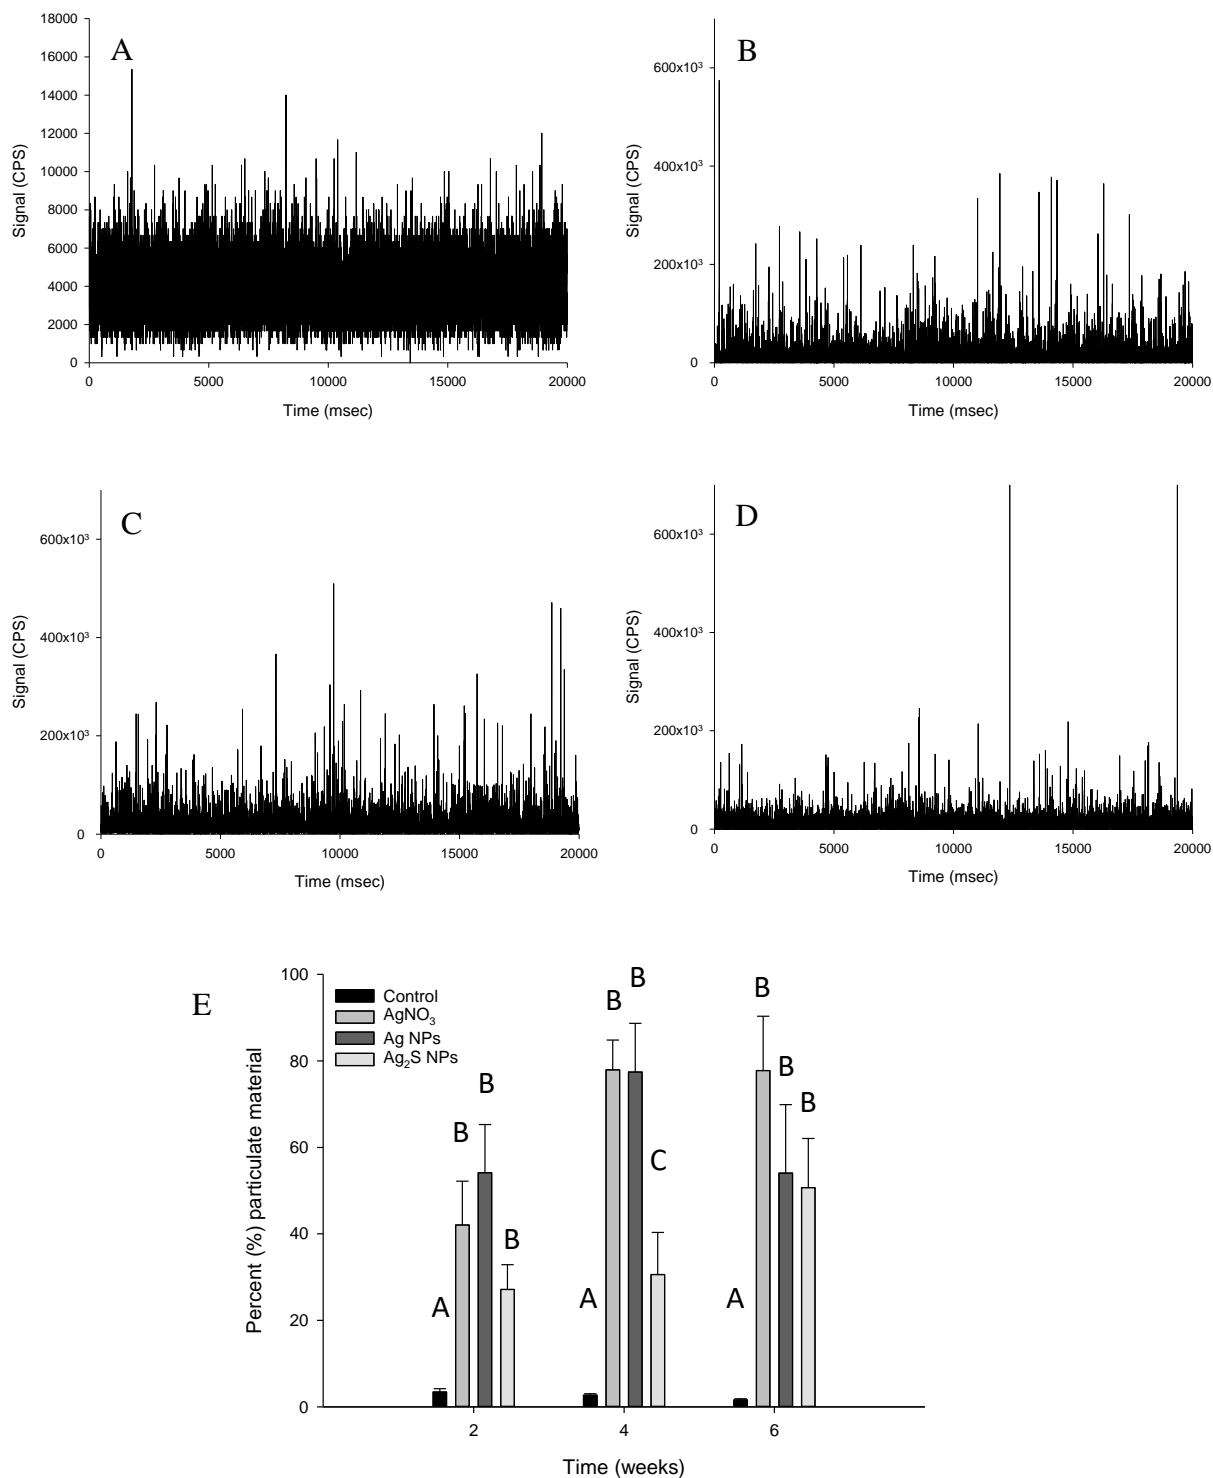 A
18000
16000
14000
12000
10000
8000
6000
4000
2000
0
Signal (CPS)
0 5000 10000 15000 20000
Time (msec)
B
600x10³
400x10³
200x10³
0
Signal (CPS)
0 5000 10000 15000 20000
Time (msec)
C
600x10³
400x10³
200x10³
0
Signal (CPS)
0 5000 10000 15000 20000
Time (msec)
D
600x10³
400x10³
200x10³
0
Signal (CPS)
0 5000 10000 15000 20000
Time (msec)
E
100
80
60
40
20
0
Percent (%) particulate material
Control
AgNO₃
Ag NPs
Ag₂S NPs
A B B B
A B B C
A B B B
2 4 6
Time (weeks)